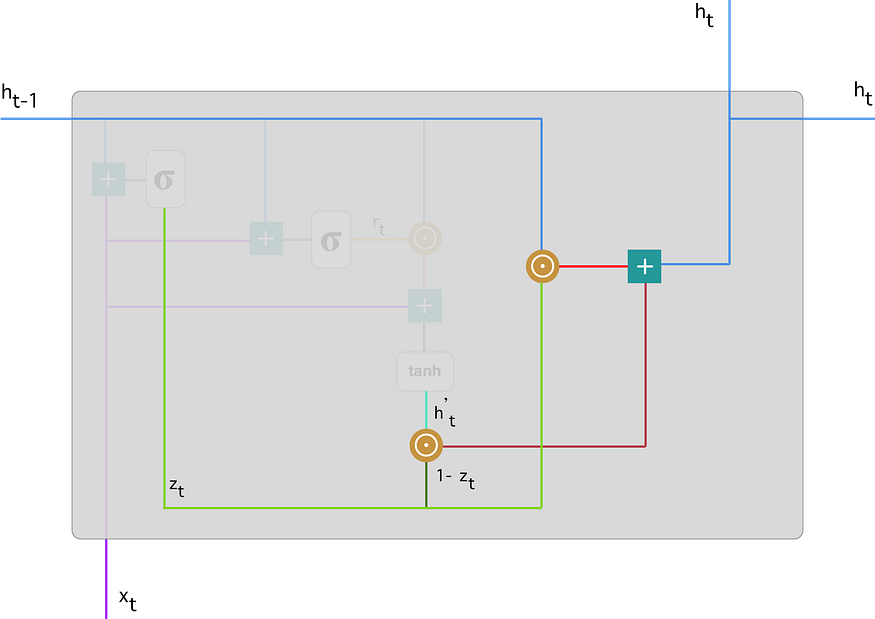 h_t
h_t-1
h_t
+
σ
+
σ
r_t
+
+
tanh
h'_t
1- z_t
z_t
x_t